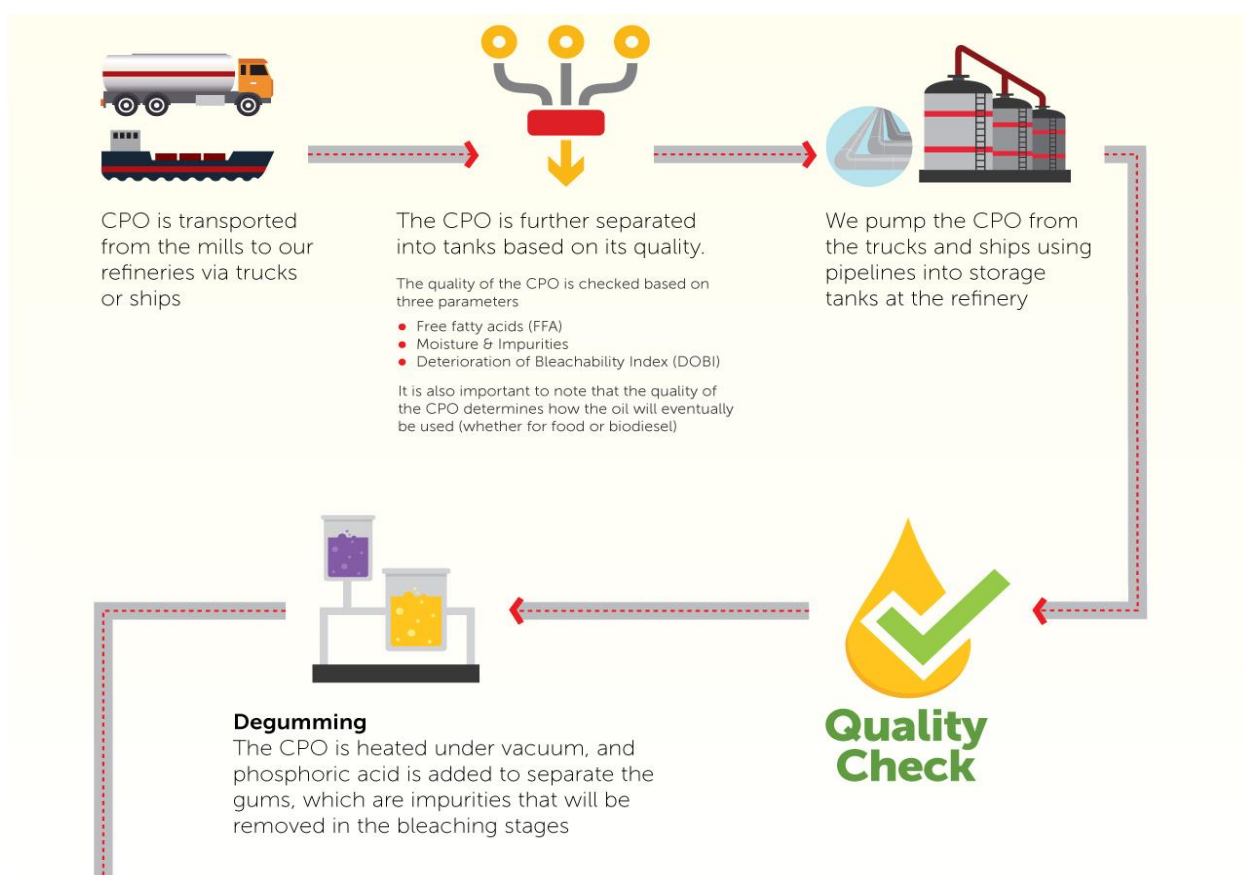 CPO is transported
from the mills to our
refineries via trucks
or ships
The CPO is further separated
into tanks based on its quality.
The quality of the CPO is checked based on
three parameters
Free fatty acids (FFA)
Moisture & Impurities
Deterioration of Bleachability Index (DOBI)
It is also important to note that the quality of
the CPO determines how the oil will eventually
be used (whether for food or biodiesel)
We pump the CPO from
the trucks and ships using
pipelines into storage
tanks at the refinery
Quality
Check
Degumming
The CPO is heated under vacuum, and
phosphoric acid is added to separate the
gums, which are impurities that will be
removed in the bleaching stages